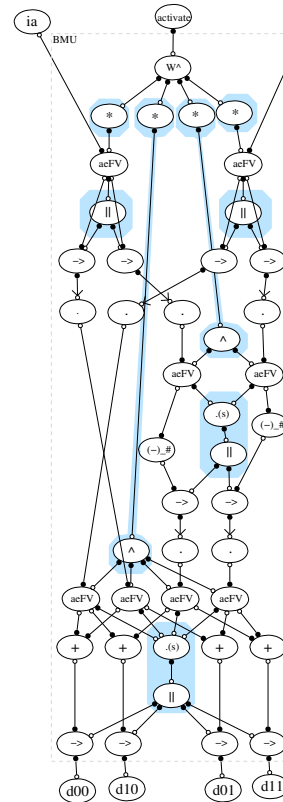 ia
activate
BMU
W^
*
*
*
*
aeFV
aeFV
||
||
->
->
->
->
.
.
.
.
^
aeFV
aeFV
.(s)
(-)_#
(-)_#
||
->
->
^
.
.
aeFV
aeFV
aeFV
aeFV
+
+
.(s)
+
+
||
->
->
->
->
d00
d10
d01
d11